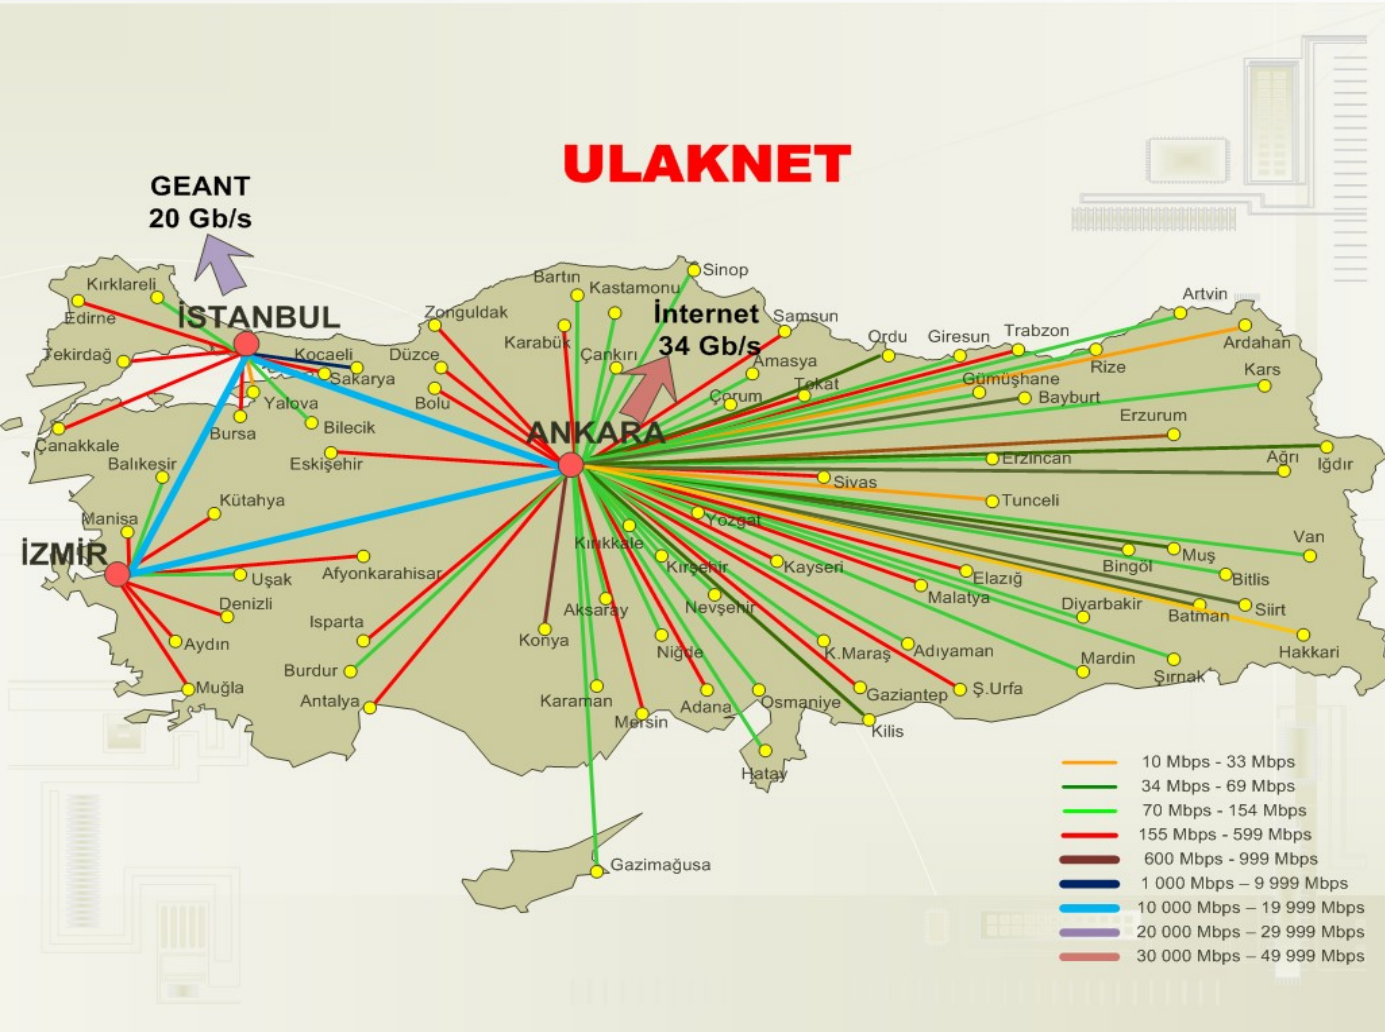 ULAKNET
GEANT
20 Gb/s
Kırklareli
Edirne
İSTANBUL
Tekirdağ
Kocaeli
Sakarya
Yalova
Çanakkale
Bursa
Bilecik
Balıkeşir
Eskişehir
Kütahya
Manisa
İZMİR
Uşak
Afyonkarahisar
Denizli
Aydın
Muğla
Isparta
Burdur
Antalya
Zonguldak
Düzce
Bolu
Bartın
Karabük
Kastamonu
Çankırı
Sinop
İnternet
34 Gb/s
Samsun
Amasya
Çorum
Tokat
Ordu
Giresun
Trabzon
Gümüşhane
Bayburt
Rize
Artvin
Ardahan
Kars
Erzurum
Erzincan
Iğdır
Ağrı
ANKARA
Sivas
Tunceli
Yozgat
Kırıkkale
Kırşehir
Kayseri
Nevşehir
Aksaray
Konya
Niğde
Karaman
Mersin
Adana
Osmaniye
Hatay
K.Maraş
Gaziantep
Kilis
Adıyaman
Ş.Urfa
Malatya
Elazığ
Diyarbakir
Mardin
Şırnak
Bingöl
Muş
Bitlis
Van
Batman
Siirt
Hakkari
Gazimağusa
10 Mbps - 33 Mbps
34 Mbps - 69 Mbps
70 Mbps - 154 Mbps
155 Mbps - 599 Mbps
600 Mbps - 999 Mbps
1 000 Mbps – 9 999 Mbps
10 000 Mbps – 19 999 Mbps
20 000 Mbps – 29 999 Mbps
30 000 Mbps – 49 999 Mbps